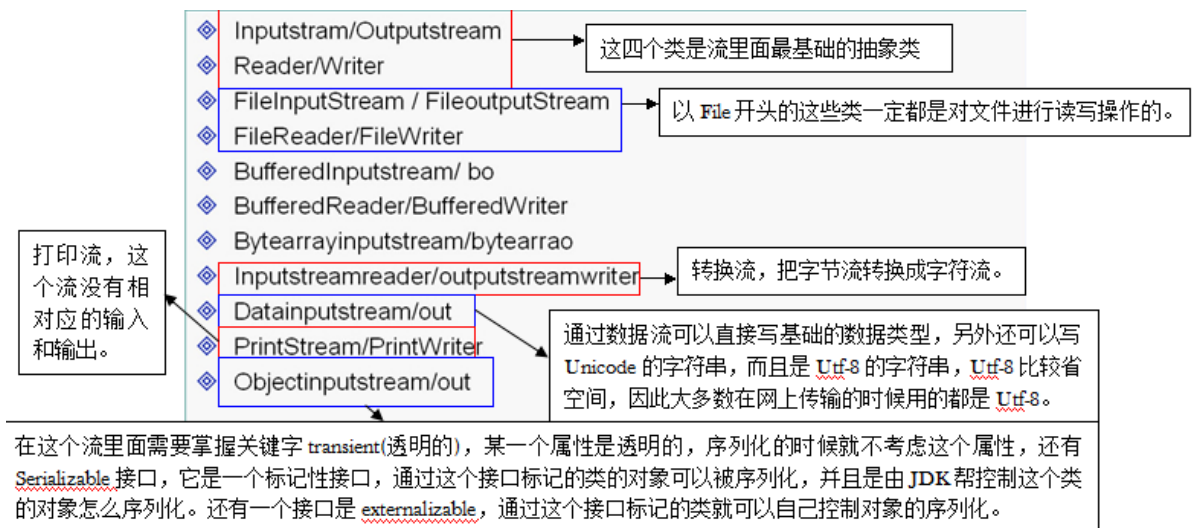 Inputstram/Outputstream
这四个类是流里面最基础的抽象类
Reader/Writer
FileInputStream / FileoutputStream
以 File 开头的这些类一定都是对文件进行读写操作的。
FileReader/FileWriter
BufferedInputstream/ bo
BufferedReader/BufferedWriter
Bytearrayinputstream/bytearrao
打印流，这
个流没有相
对应的输入
和输出。
Inputstreamreader/outputstreamwriter
转换流，把字节流转换成字符流。
Datainputstream/out
PrintStream/PrintWriter
Objectinputstream/out
通过数据流可以直接写基础的数据类型，另外还可以写
Unicode 的字符串，而且是 Utf-8 的字符串，Utf-8 比较省
空间，因此大多数在网上传输的时候用的都是 Utf-8。
在这个流里面需要掌握关键字 transient(透明的)，某一个属性是透明的，序列化的时候就不考虑这个属性，还有
Serializable 接口，它是一个标记性接口，通过这个接口标记的类的对象可以被序列化，并且是由 JDK 帮控制这个类
的对象怎么序列化。还有一个接口是 externalizable，通过这个接口标记的类就可以自己控制对象的序列化。